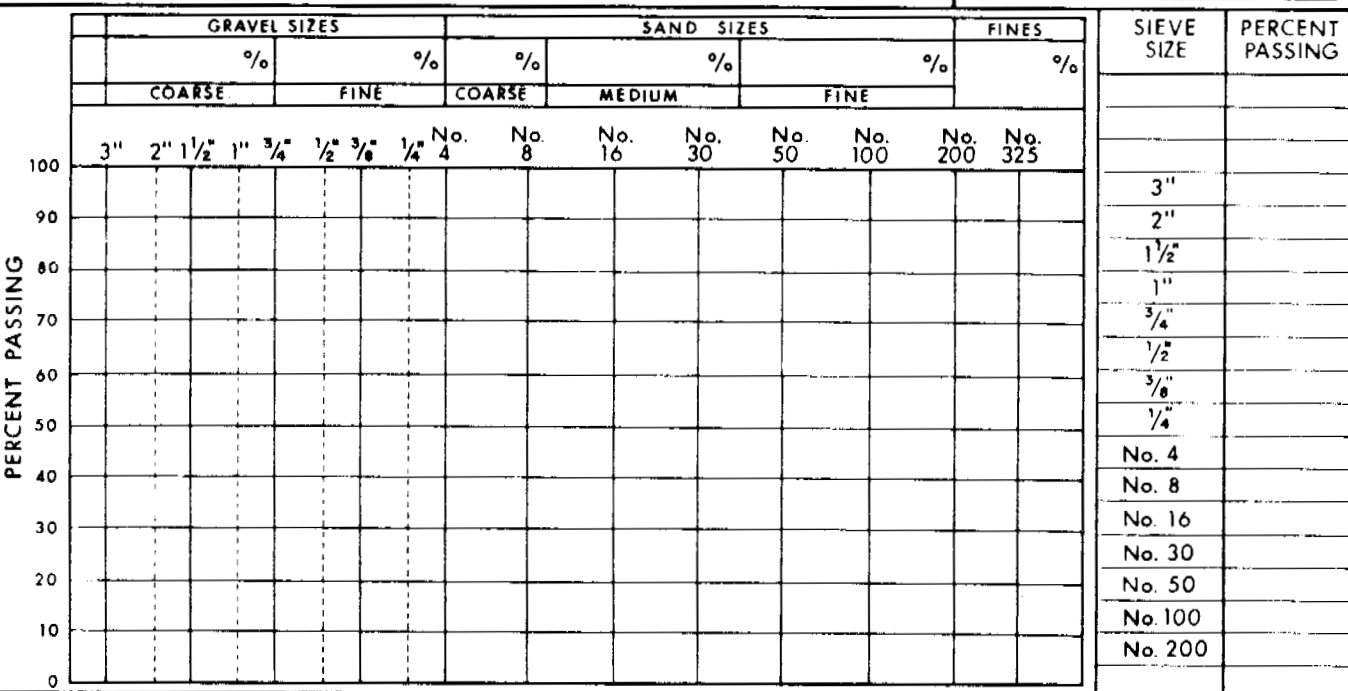 GRAVEL SIZES SAND SIZES FINES
% % % % % %
COARSE FINE COARSE MEDIUM FINE
3" 2" 1½" 1" ¾" ½" ⅜" ¼" No. 4 No. 8 No. 16 No. 30 No. 50 No. 100 No. 200 No. 325
PERCENT PASSING
100
90
80
70
60
50
40
30
20
10
0
SIEVE SIZE PERCENT PASSING
3"
2"
1½"
1"
¾"
½"
⅜"
¼"
No. 4
No. 8
No. 16
No. 30
No. 50
No. 100
No. 200